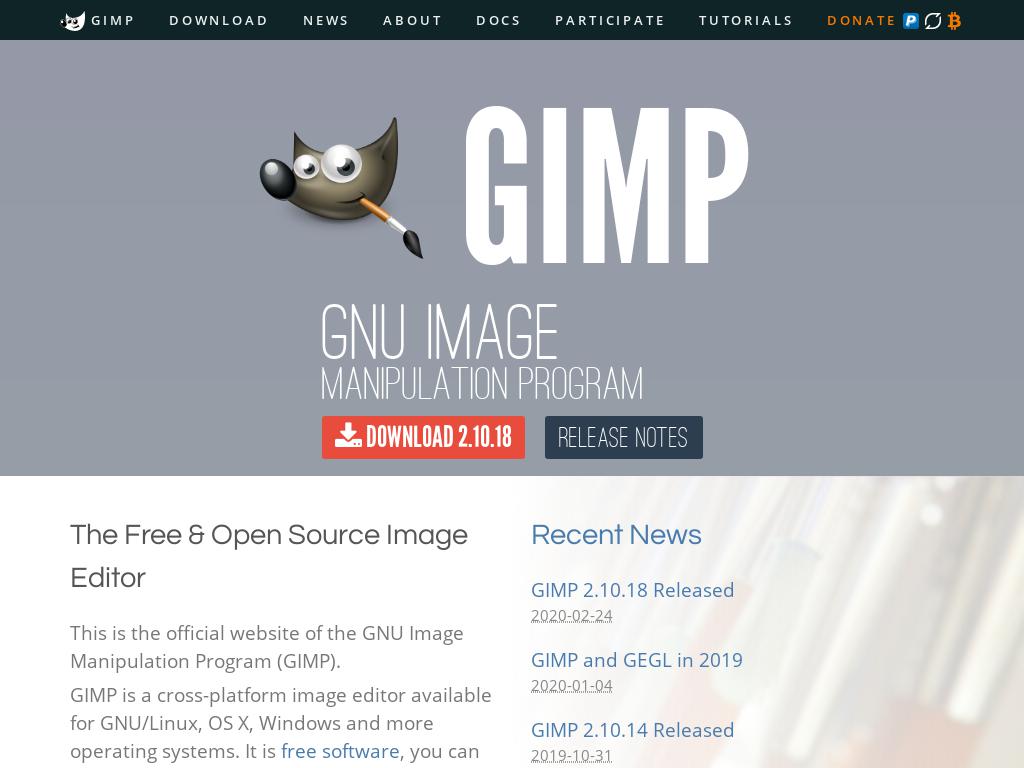 GIMP DOWNLOAD NEWS ABOUT DOCS PARTICIPATE TUTORIALS DONATE
GIMP
GNU IMAGE
MANIPULATION PROGRAM
DOWNLOAD 2.10.18 RELEASE NOTES
The Free & Open Source Image
Editor
This is the official website of the GNU Image
Manipulation Program (GIMP).
GIMP is a cross-platform image editor available
for GNU/Linux, OS X, Windows and more
operating systems. It is free software, you can
Recent News
GIMP 2.10.18 Released
2020-02-24
GIMP and GEGL in 2019
2020-01-04
GIMP 2.10.14 Released
2019-10-31